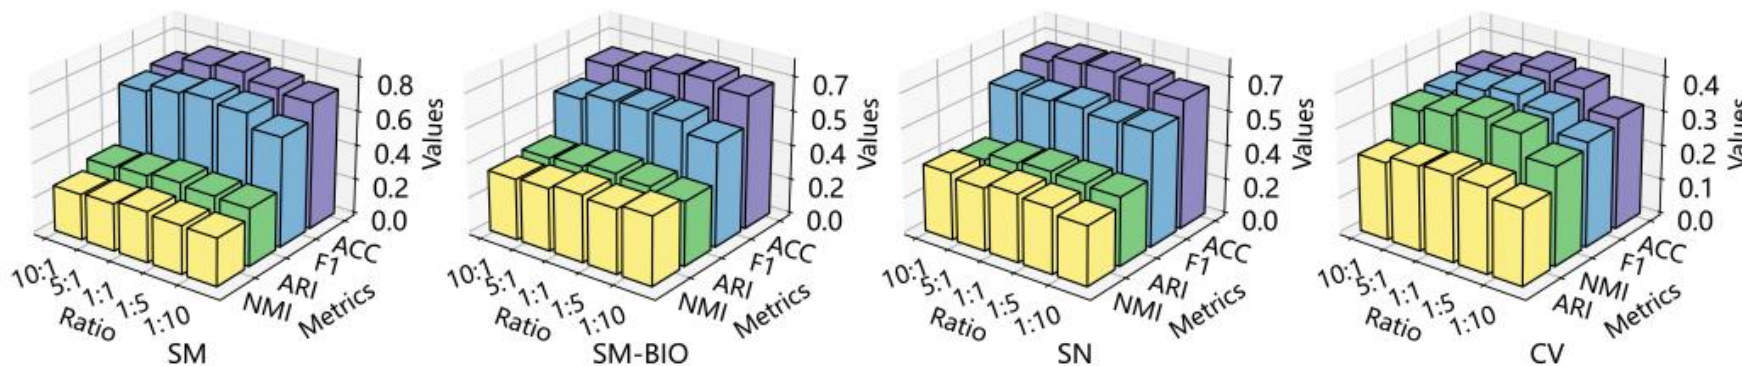 0.8
0.6
0.4
0.2
0.0
Values
10:1
5:1
1:1
1:5
1:10
Ratio
NMI
ARI
F1
ACC
Metrics
SM
0.7
0.5
0.4
0.2
0.0
Values
10:1
5:1
1:1
1:5
1:10
Ratio
NMI
ARI
F1
ACC
Metrics
SM-BIO
0.7
0.5
0.4
0.2
0.0
Values
10:1
5:1
1:1
1:5
1:10
Ratio
NMI
ARI
F1
ACC
Metrics
SN
0.4
0.3
0.2
0.1
0.0
Values
10:1
5:1
1:1
1:5
1:10
Ratio
ARI
NMI
F1
ACC
Metrics
CV